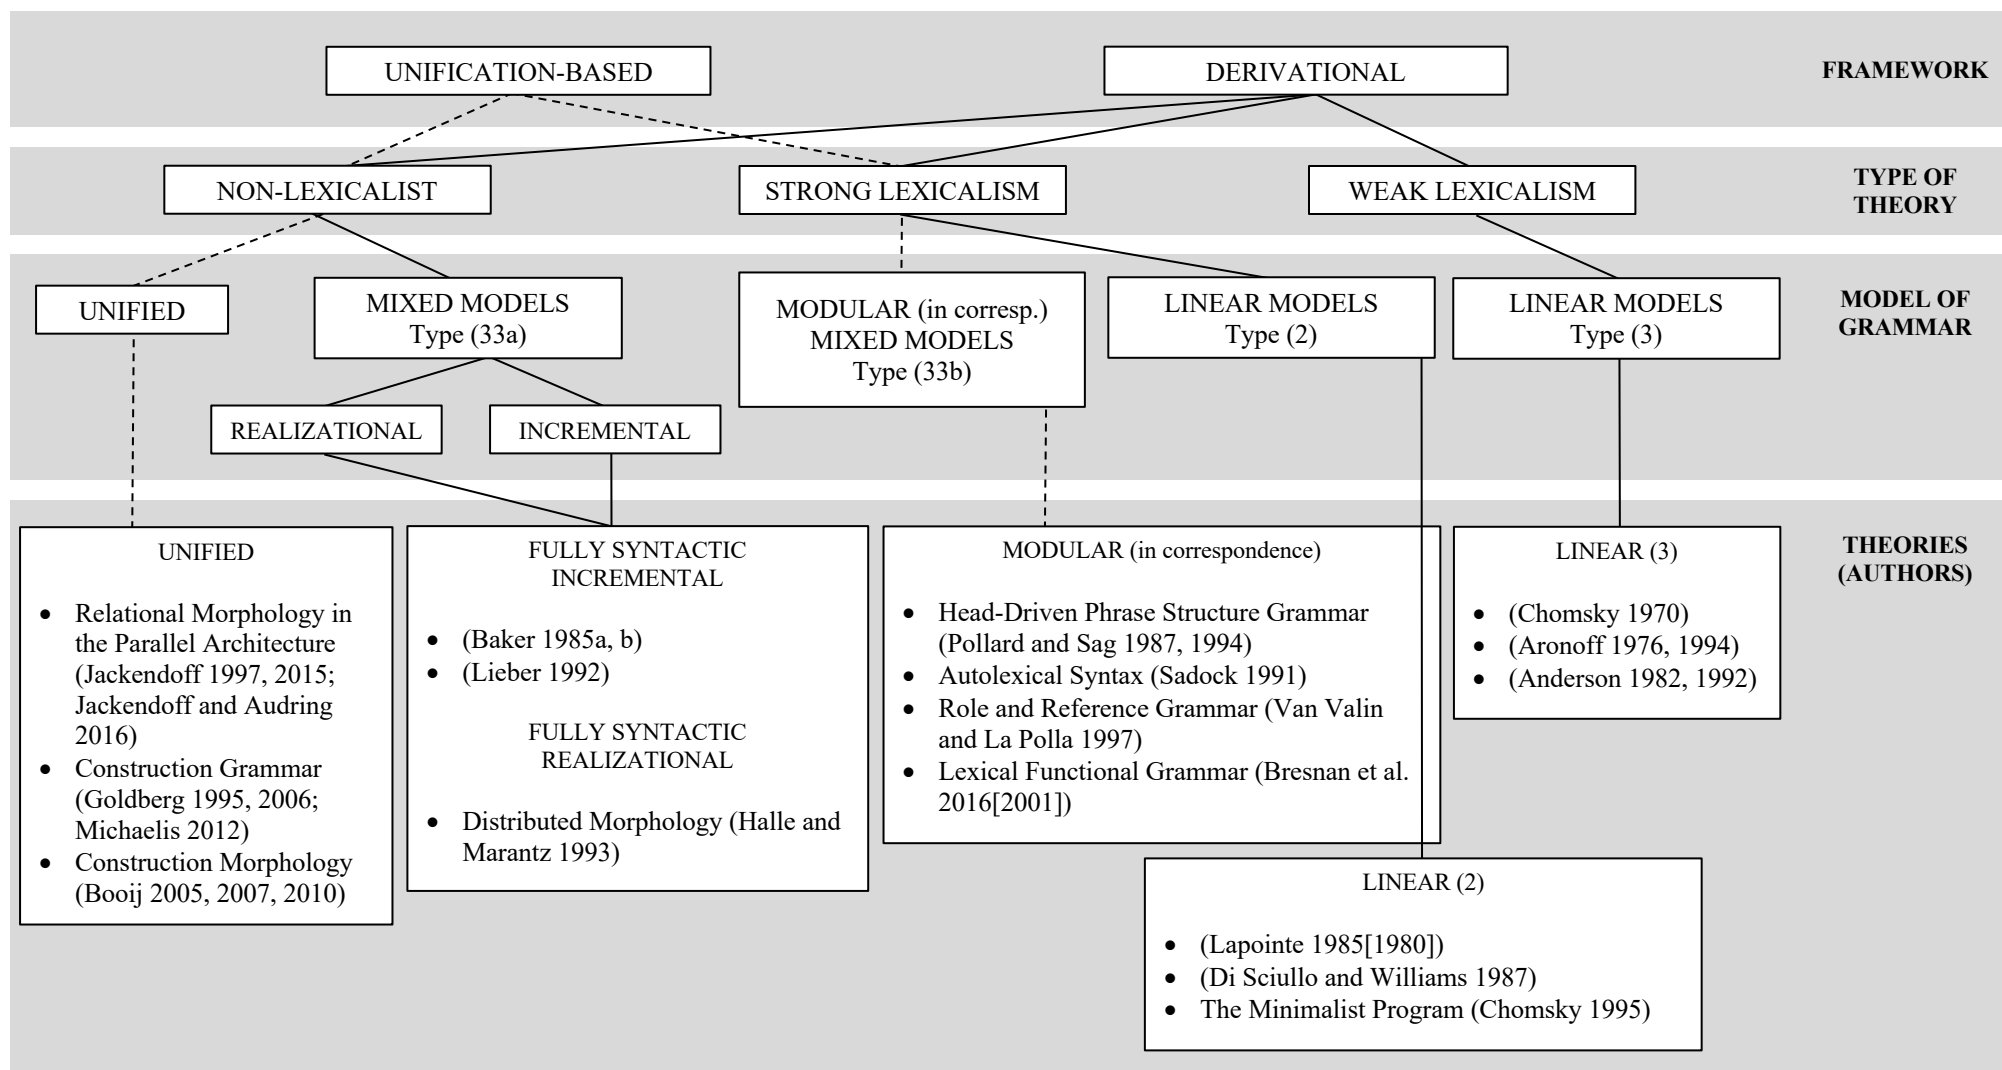 UNIFICATION-BASED
DERIVATIONAL
FRAMEWORK
NON-LEXICALIST
STRONG LEXICALISM
WEAK LEXICALISM
TYPE OF
THEORY
UNIFIED
MIXED MODELS
Type (33a)
MODULAR (in corresp.)
MIXED MODELS
Type (33b)
LINEAR MODELS
Type (2)
LINEAR MODELS
Type (3)
MODEL OF
GRAMMAR
REALIZATIONAL
INCREMENTAL
UNIFIED
• Relational Morphology in
the Parallel Architecture
(Jackendoff 1997, 2015;
Jackendoff and Audring
2016)
• Construction Grammar
(Goldberg 1995, 2006;
Michaelis 2012)
• Construction Morphology
(Booij 2005, 2007, 2010)
FULLY SYNTACTIC
INCREMENTAL
• (Baker 1985a, b)
• (Lieber 1992)
FULLY SYNTACTIC
REALIZATIONAL
• Distributed Morphology (Halle and
Marantz 1993)
MODULAR (in correspondence)
• Head-Driven Phrase Structure Grammar
(Pollard and Sag 1987, 1994)
• Autolexical Syntax (Sadock 1991)
• Role and Reference Grammar (Van Valin
and La Polla 1997)
• Lexical Functional Grammar (Bresnan et al.
2016[2001])
LINEAR (3)
• (Chomsky 1970)
• (Aronoff 1976, 1994)
• (Anderson 1982, 1992)
THEORIES
(AUTHORS)
LINEAR (2)
• (Lapointe 1985[1980])
• (Di Sciullo and Williams 1987)
• The Minimalist Program (Chomsky 1995)